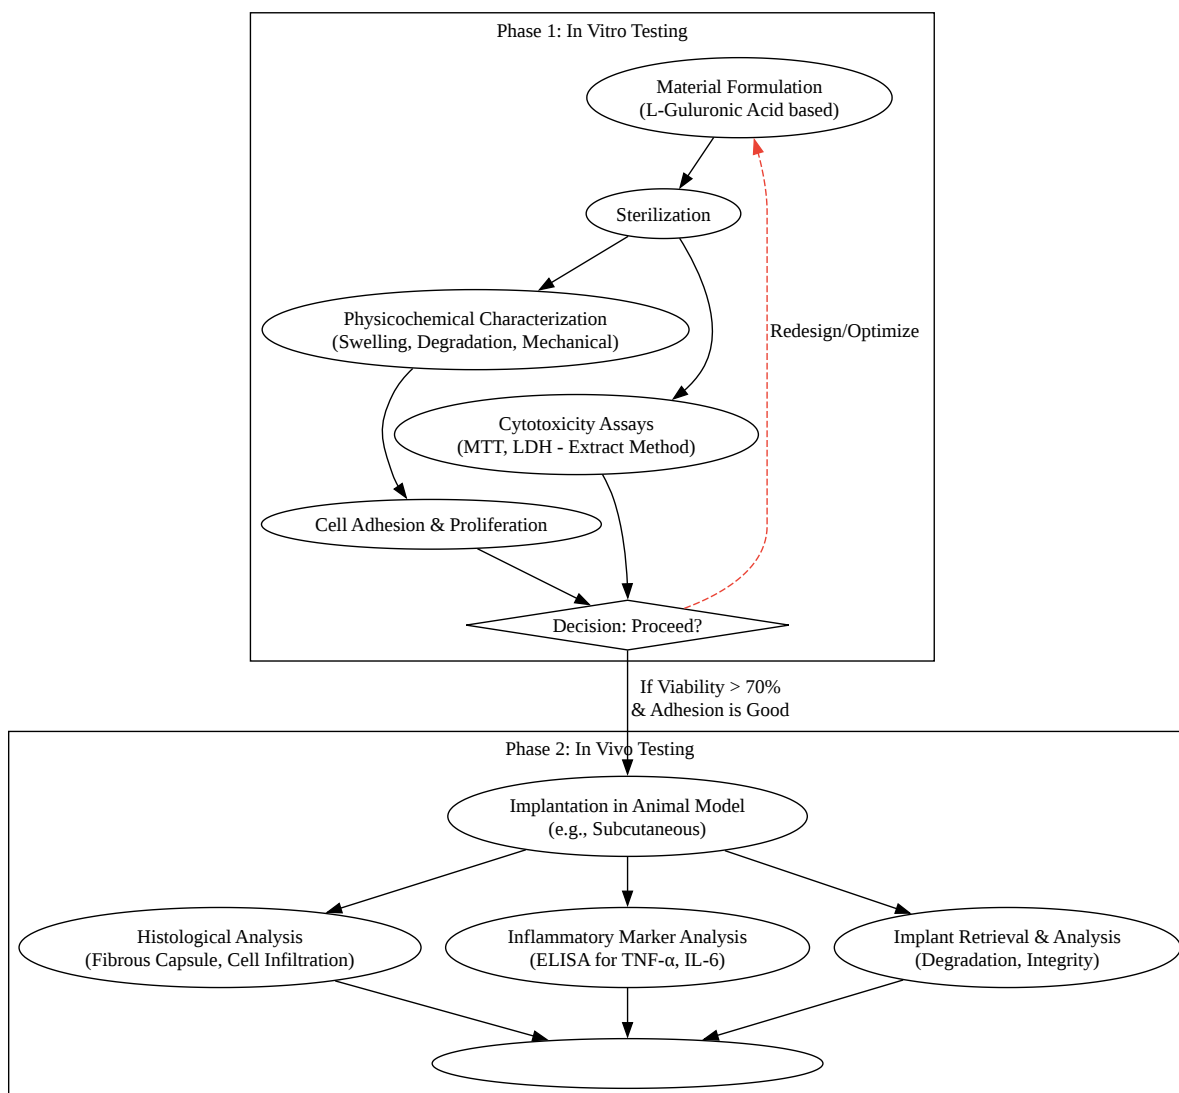 Phase 1: In Vitro Testing
Material Formulation
(L-Guluronic Acid based)
Sterilization
Physicochemical Characterization
(Swelling, Degradation, Mechanical)
Redesign/Optimize
Cytotoxicity Assays
(MTT, LDH - Extract Method)
Cell Adhesion & Proliferation
Decision: Proceed?
If Viability > 70%
& Adhesion is Good
Phase 2: In Vivo Testing
Implantation in Animal Model
(e.g., Subcutaneous)
Histological Analysis
(Fibrous Capsule, Cell Infiltration)
Inflammatory Marker Analysis
(ELISA for TNF-α, IL-6)
Implant Retrieval & Analysis
(Degradation, Integrity)